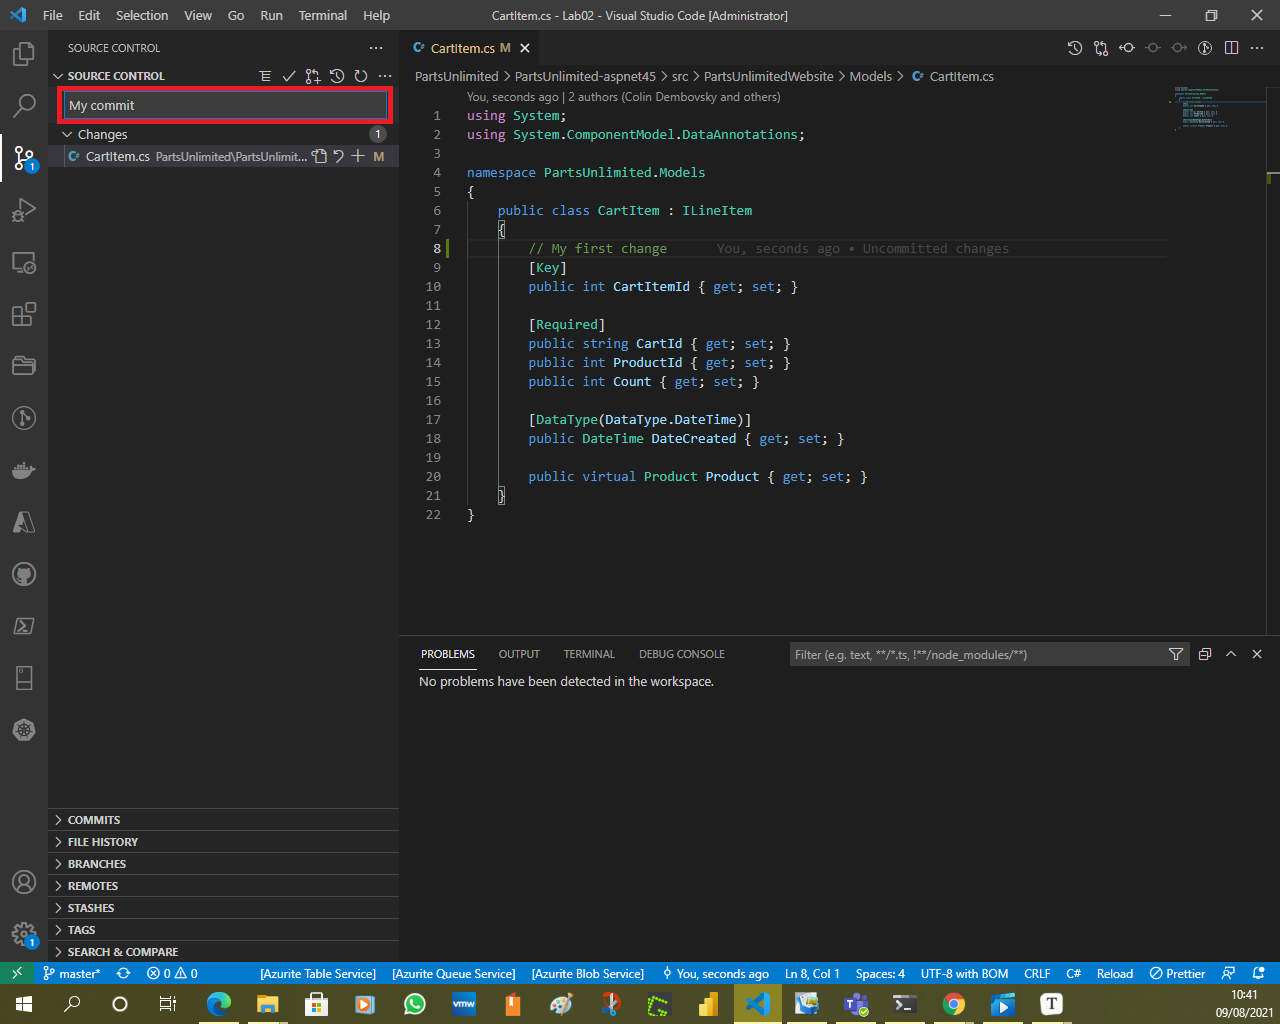 File Edit Selection View Go Run Terminal Help CartItem.cs - Lab02 - Visual Studio Code [Administrator]
SOURCE CONTROL
CartItem.cs M
SOURCE CONTROL
PartsUnlimited > PartsUnlimited-aspnet45 > src > PartsUnlimitedWebsite > Models > CartItem.cs
My commit
Changes 1
CartItem.cs PartsUnlimited\PartsUnlimit... M
1
You, seconds ago | 2 authors (Colin Dembovsky and others)
1 using System;
2 using System.ComponentModel.DataAnnotations;
3
4 namespace PartsUnlimited.Models
5 {
6 public class CartItem : ILineItem
7 {
8 // My first change You, seconds ago • Uncommitted changes
9 [Key]
10 public int CartItemId { get; set; }
11
12 [Required]
13 public string CartId { get; set; }
14 public int ProductId { get; set; }
15 public int Count { get; set; }
16
17 [DataType(DataType.DateTime)]
18 public DateTime DateCreated { get; set; }
19
20 public virtual Product Product { get; set; }
21 }
22 }
PROBLEMS OUTPUT TERMINAL DEBUG CONSOLE Filter (e.g. text, **/*.ts, !**/node_modules/**)
No problems have been detected in the workspace.
COMMITS
FILE HISTORY
BRANCHES
REMOTES
STASHES
TAGS
SEARCH & COMPARE
1
master* 0 0 [Azurite Table Service] [Azurite Queue Service] [Azurite Blob Service] You, seconds ago Ln 8, Col 1 Spaces: 4 UTF-8 with BOM CRLF C# Reload Prettier
vmw
T
10:41
09/08/2021